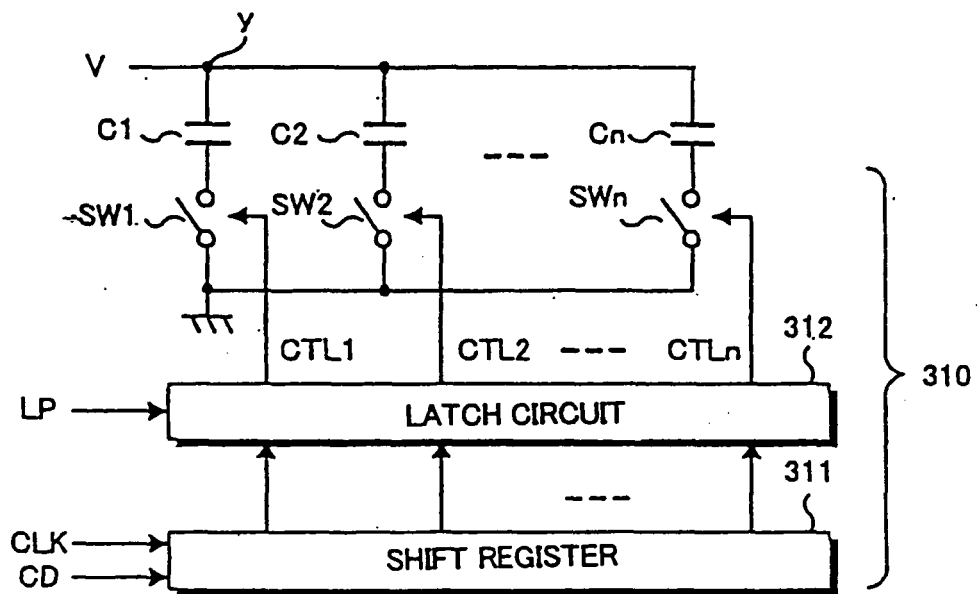 y
V
C1
C2
Cn
SW1
SW2
SWn
CTL1
CTL2
CTLn
312
310
LP
LATCH CIRCUIT
311
CLK
CD
SHIFT REGISTER